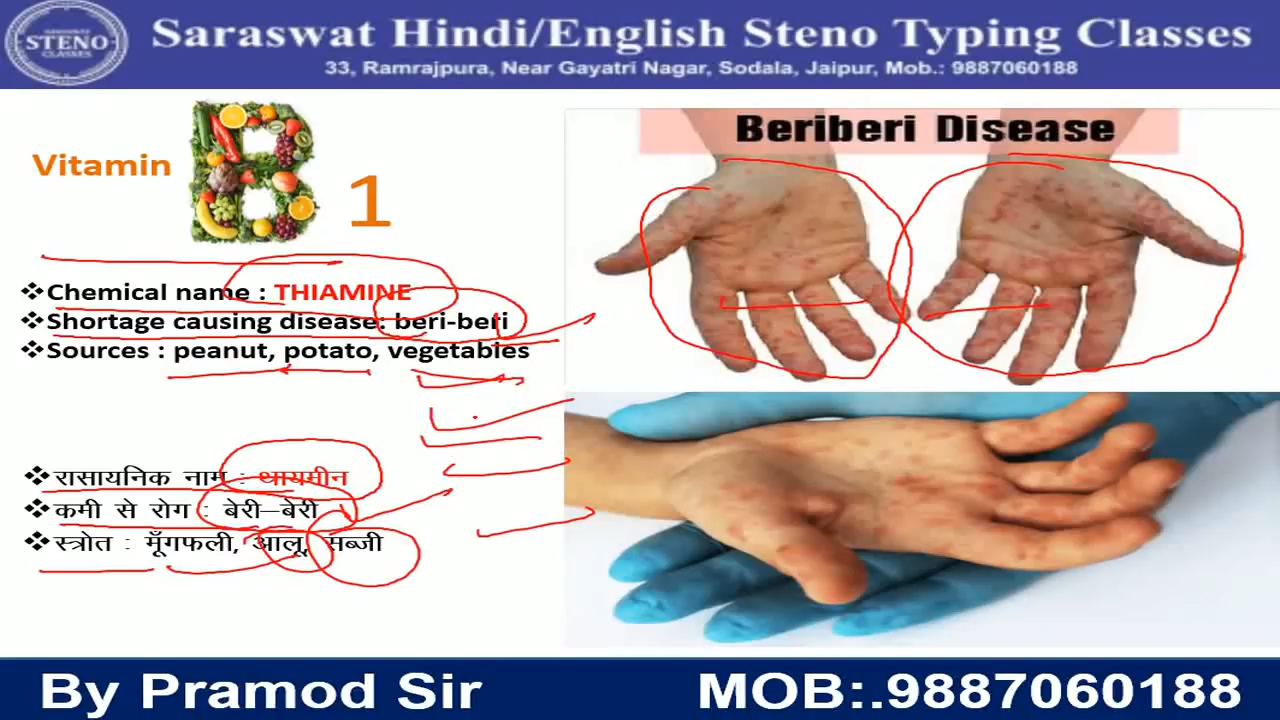 STENO
CLASSES
Saraswat Hindi/English Steno Typing Classes
33, Ramrajpura, Near Gayatri Nagar, Sodala, Jaipur, Mob.: 9887060188
Vitamin B 1
❖Chemical name : THIAMINE
❖Shortage causing disease: beri-beri
❖Sources : peanut, potato, vegetables
Beriberi Disease
❖रासायनिक नाम : थायमीन
❖कमी से रोग : बेरी–बेरी
❖स्त्रोत : मूँगफली, आलू, सब्जी
By Pramod Sir
MOB:.9887060188